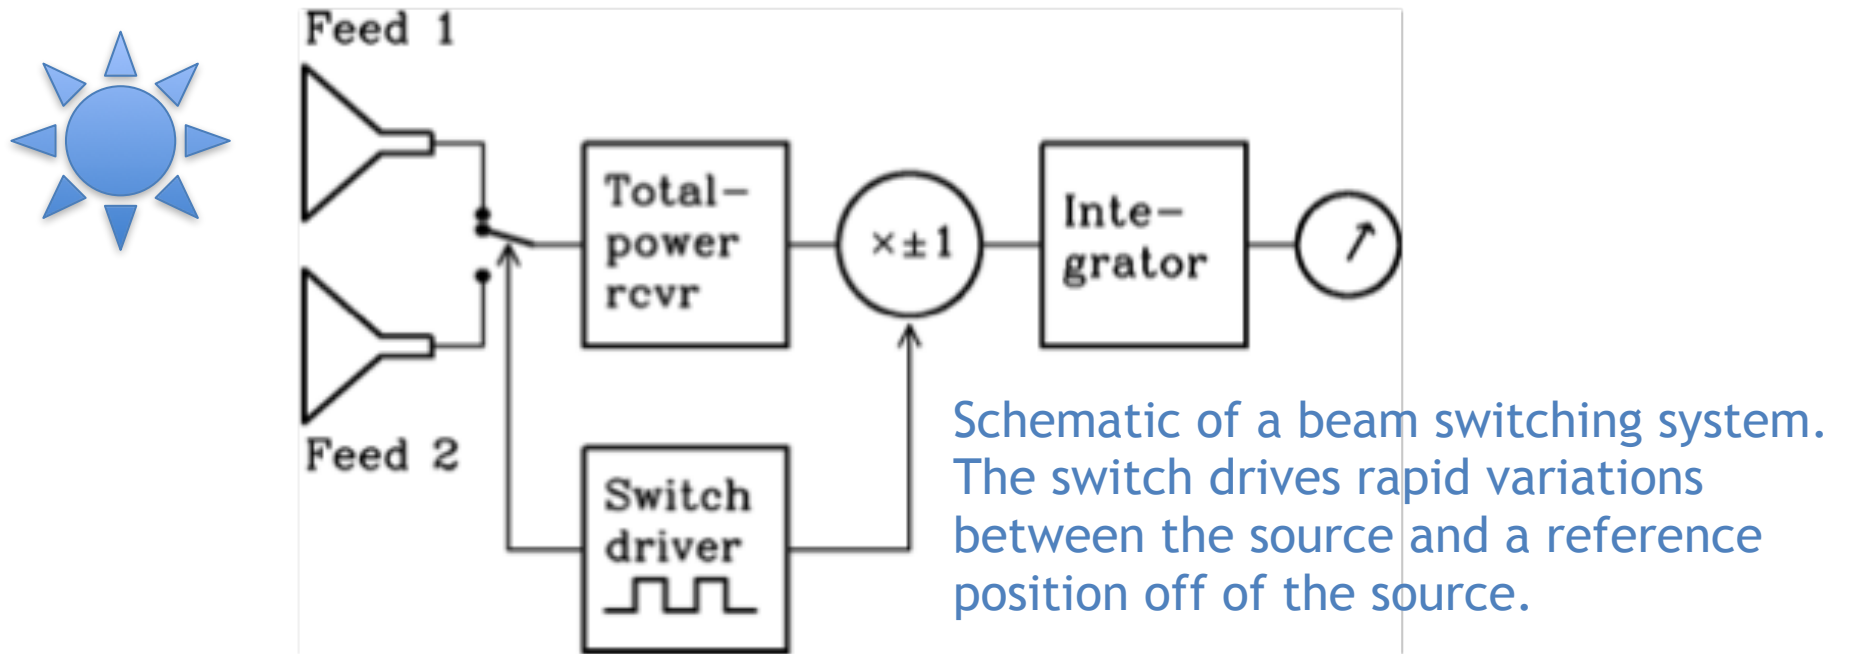 Feed 1
Total-
power
rcvr
×±1
Inte-
grator
Feed 2
Switch
driver
Schematic of a beam switching system.
The switch drives rapid variations
between the source and a reference
position off of the source.